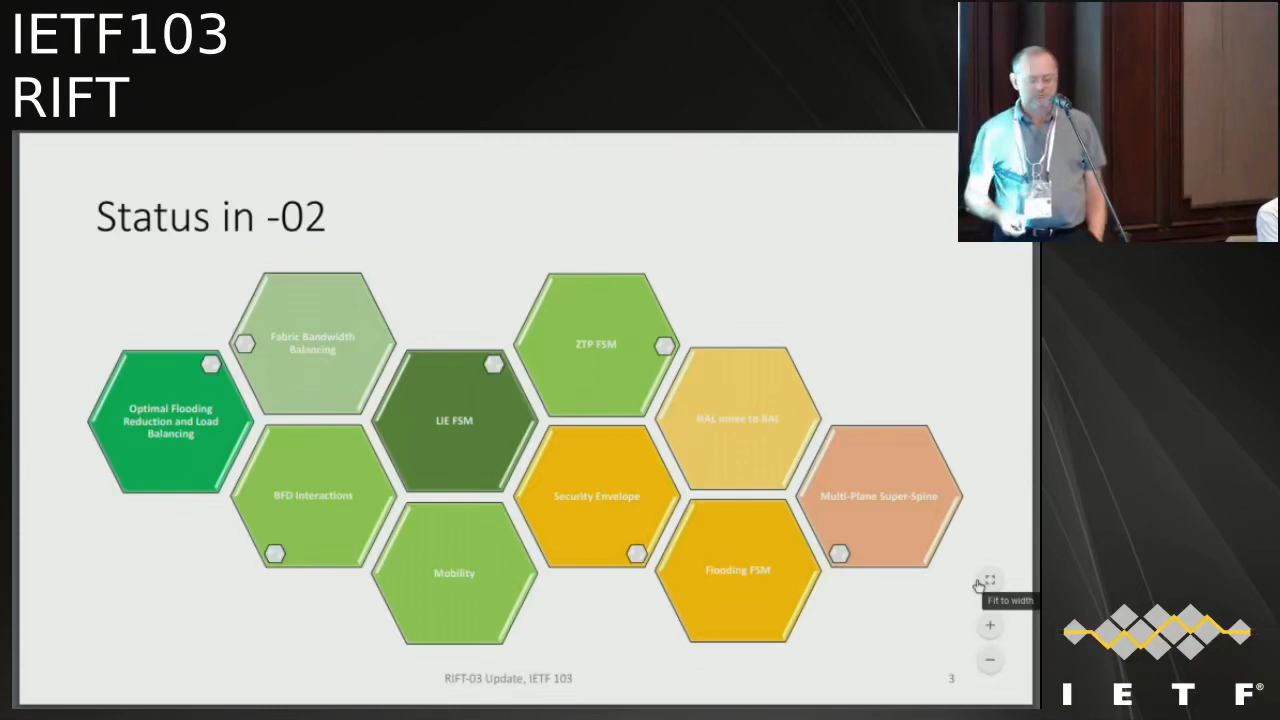 IETF103
RIFT
Status in -02
Fabric Bandwidth
Balancing
ZTP FSM
Optimal Flooding
Reduction and Load
Balancing
LIE FSM
to BAL
BFD Interactions
Security Envelope
Multi-Plane Super-Spine
Mobility
Flooding FSM
Fit to width
RIFT-03 Update, IETF 103
3
I E T F®